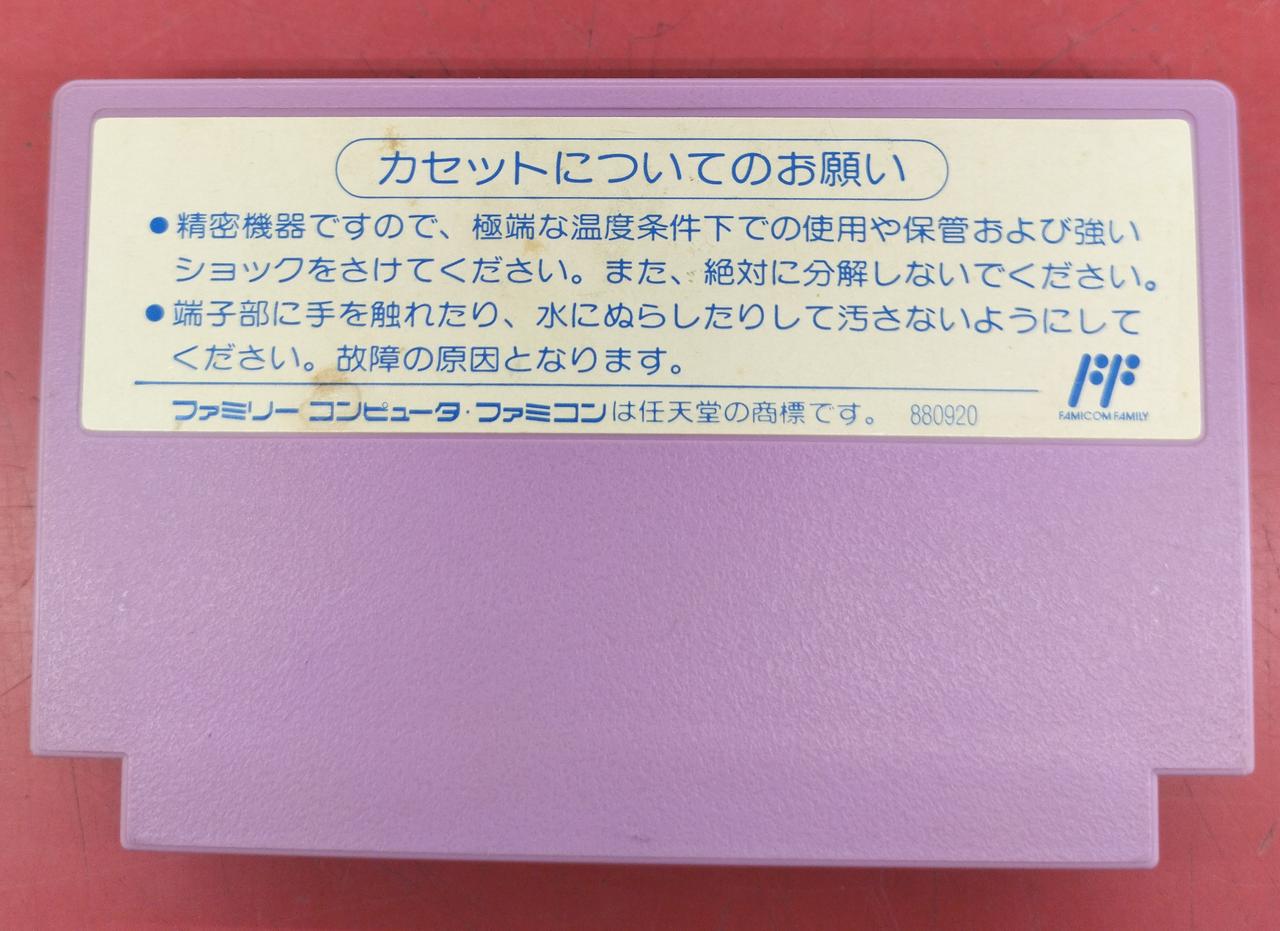 カセットについてのお願い
●精密機器ですので、極端な温度条件下での使用や保管および強い
ショックをさけてください。また、絶対に分解しないでください。
●端子部に手を触れたり、水にぬらしたりして汚さないようにして
ください。故障の原因となります。
ファミリー コンピュータ・ファミコンは任天堂の商標です。 880920
FF
FAMICOM FAMILY